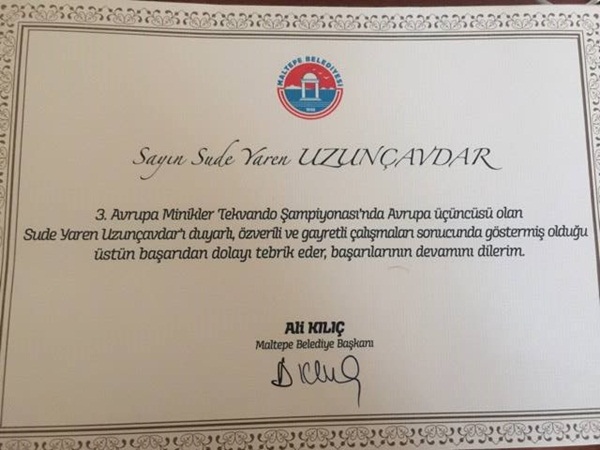 MALTEPE BELEDİYESİ
Sayın Sude Yaren UZUNÇAVDAR
3. Avrupa Minikler Tekvando Şampiyonası'nda Avrupa üçüncüsü olan
Sude Yaren Uzunçavdar'ı duyarlı, özverili ve gayretli çalışmaları sonucunda göstermiş olduğu
üstün başarıdan dolayı tebrik eder, başarılarının devamını dilerim.
Ali KILIÇ
Maltepe Belediye Başkanı